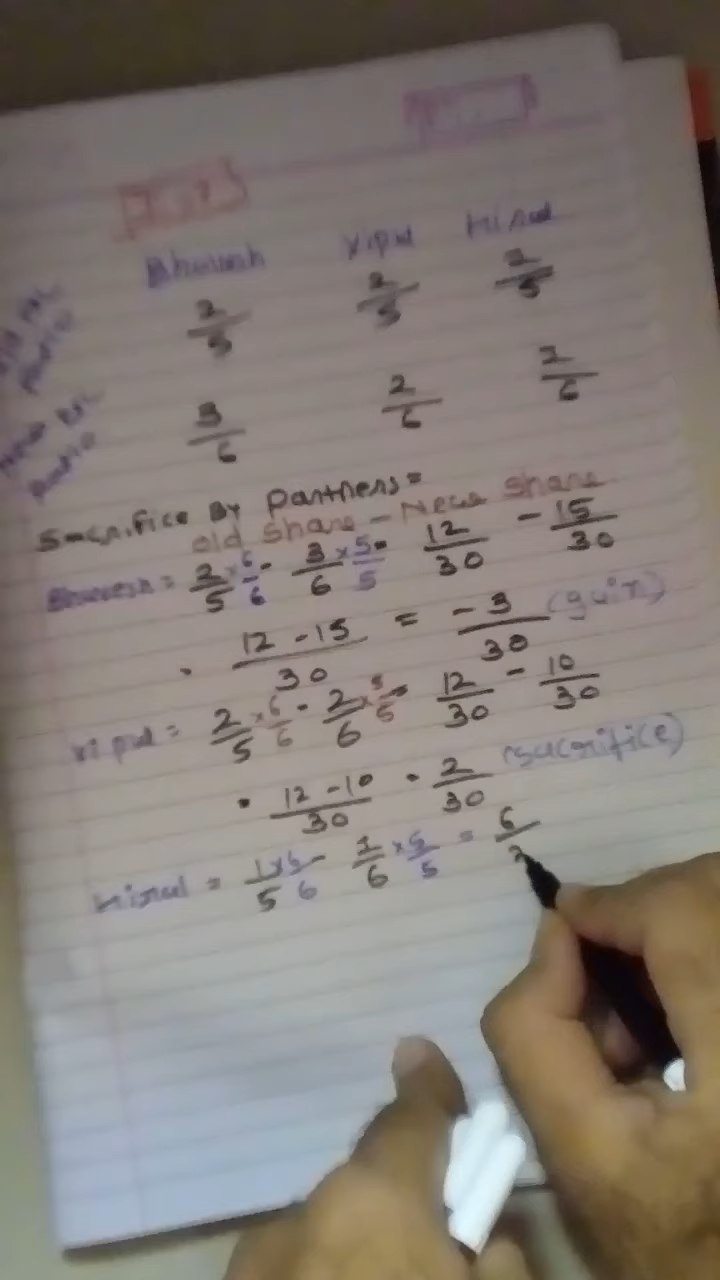 Bhavesh Vipul Hiral
2/5 2/5 2/5
Ratio
3/6 2/6 1/6
New
Ratio
Sacrifice By Partners =
old share - New share
Bhavesh = 2/5 × 6/6 - 3/6 × 5/5 = 12/30 - 15/30
= 12 - 15/30 = -3/30 (gain)
Vipul = 2/5 × 6/6 - 2/6 × 5/5 = 12/30 - 10/30
= 12 - 10/30 = 2/30 (sacrifice)
Hiral = 1/5 × 6/6 - 1/6 × 5/5 = 6/